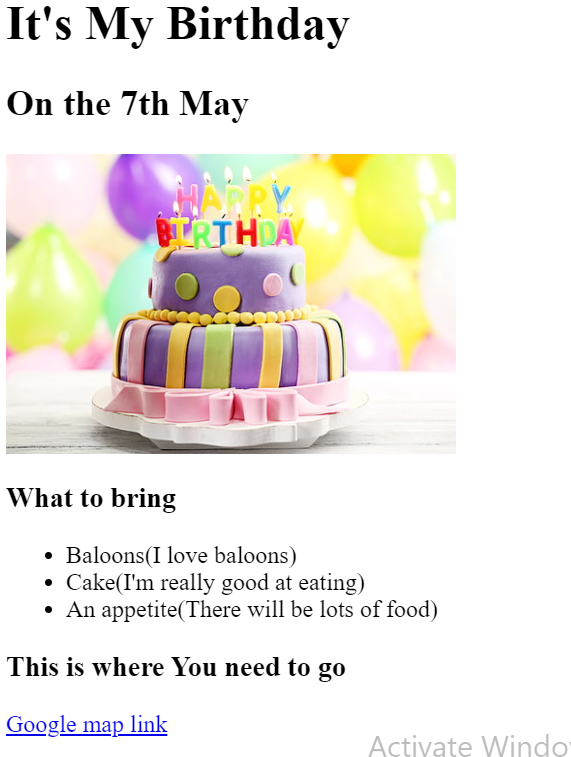 It's My Birthday
On the 7th May
HAPPY
BIRTHDAY
What to bring
Baloons(I love baloons)
Cake(I'm really good at eating)
An appetite(There will be lots of food)
This is where You need to go
Google map link
Activate Windo